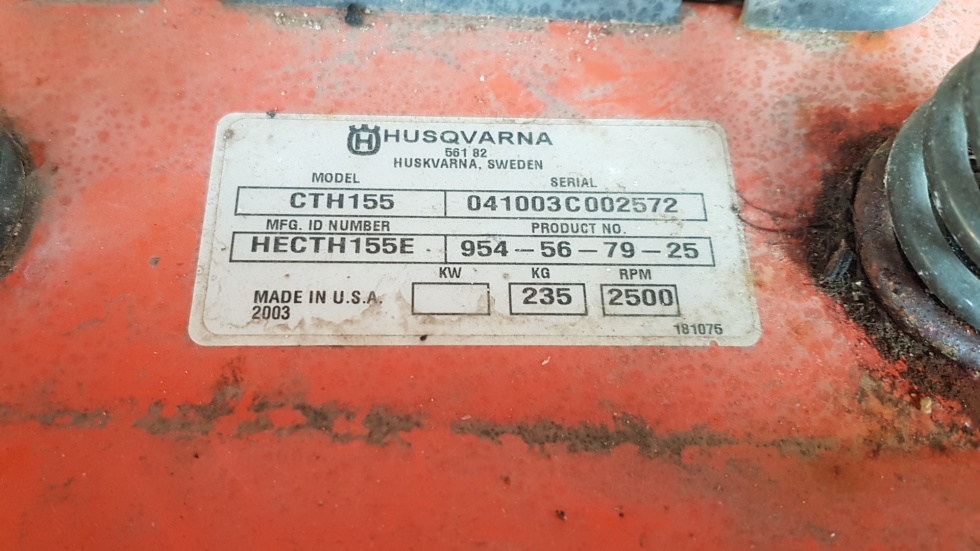 HUSQVARNA
561 82
HUSKVARNA, SWEDEN
MODEL SERIAL
CTH155 041003C002572
MFG. ID NUMBER PRODUCT NO.
HECTH155E 954-56-79-25
KW KG RPM
MADE IN U.S.A. 235 2500
2003
181075